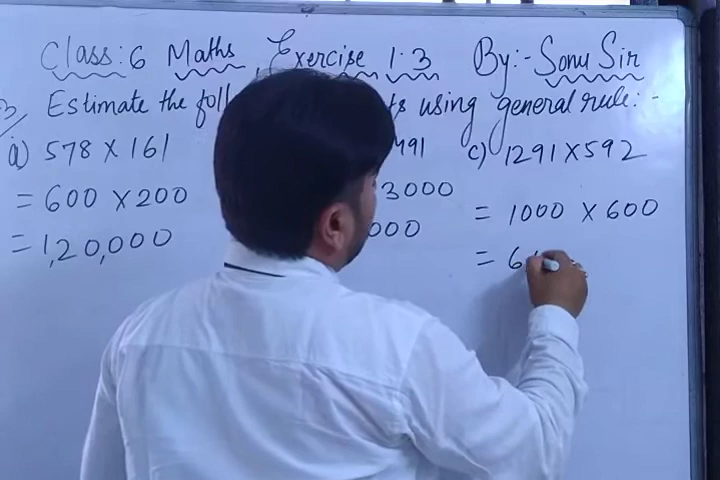 Class:6 Maths, Exercise 1.3 By:- Sonu Sir
3/ Estimate the foll ts using general rule:-
a) 578 X 161 491 c) 1291 X 592
= 600 X 200 3000 = 1000 X 600
= 1,20,000 000 = 6